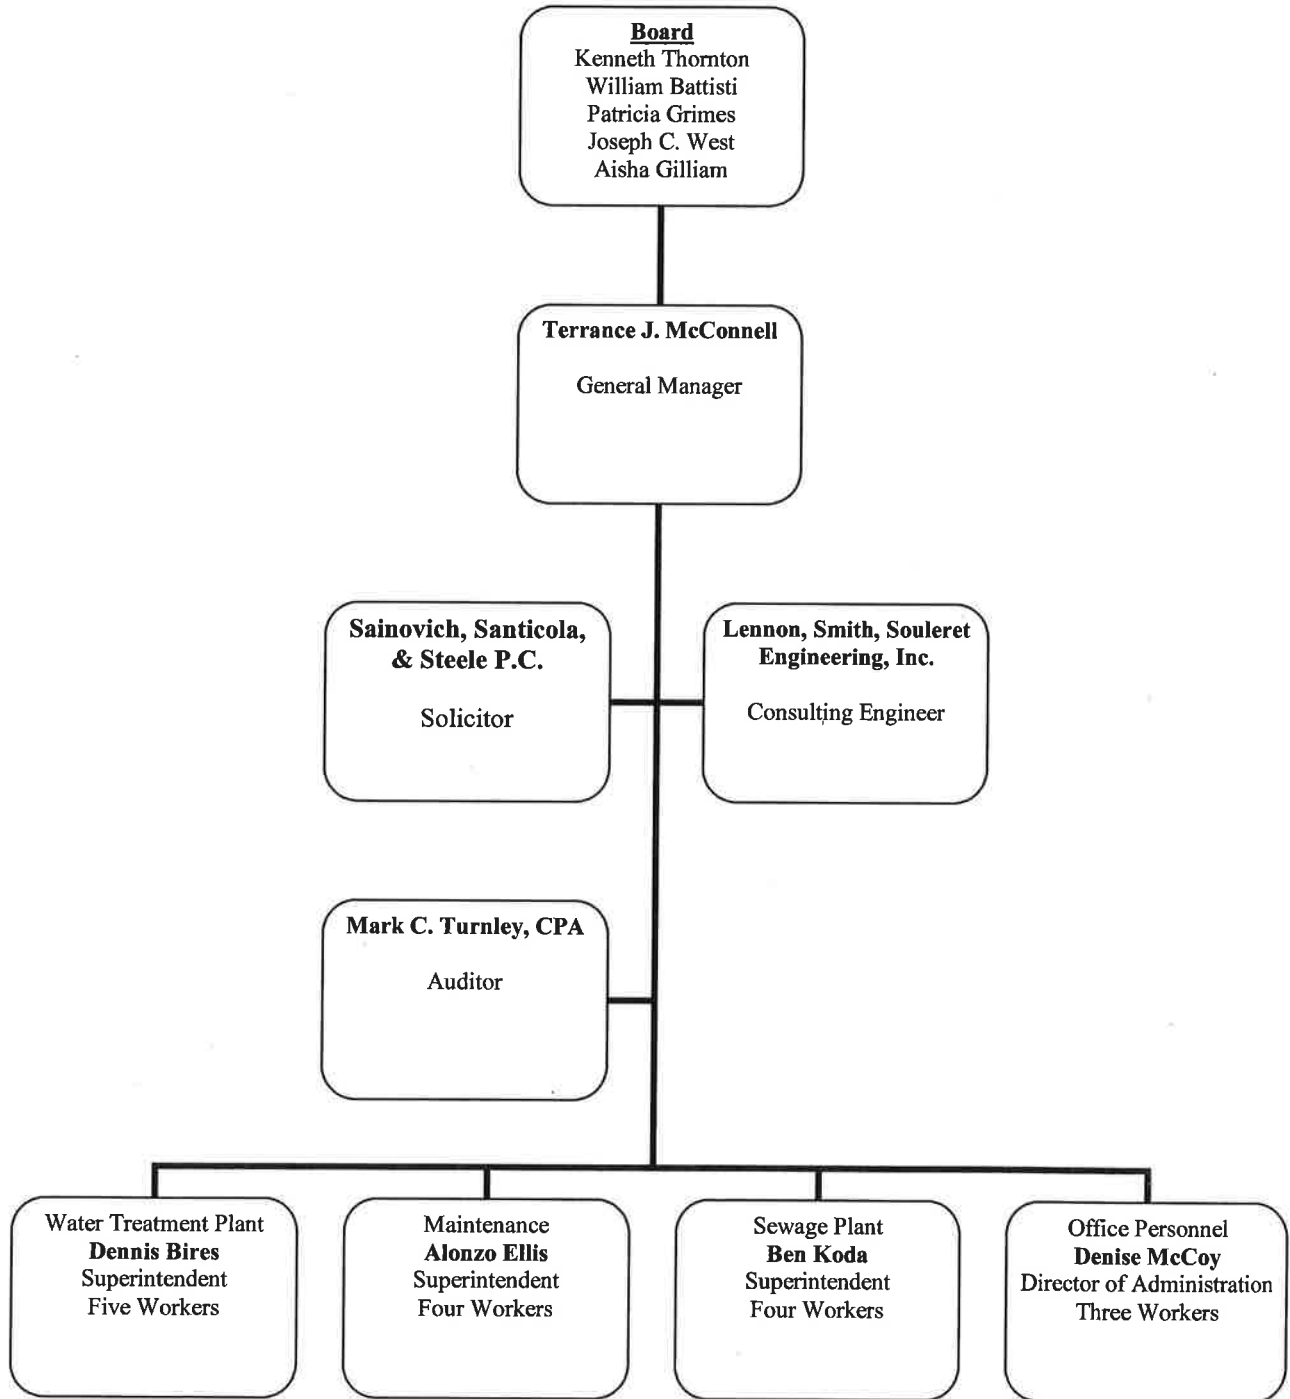 Board
Kenneth Thornton
William Battisti
Patricia Grimes
Joseph C. West
Aisha Gilliam
Terrance J. McConnell
General Manager
Sainovich, Santicola,
& Steele P.C.
Solicitor
Lennon, Smith, Souleret
Engineering, Inc.
Consulting Engineer
Mark C. Turnley, CPA
Auditor
Water Treatment Plant
Dennis Bires
Superintendent
Five Workers
Maintenance
Alonzo Ellis
Superintendent
Four Workers
Sewage Plant
Ben Koda
Superintendent
Four Workers
Office Personnel
Denise McCoy
Director of Administration
Three Workers